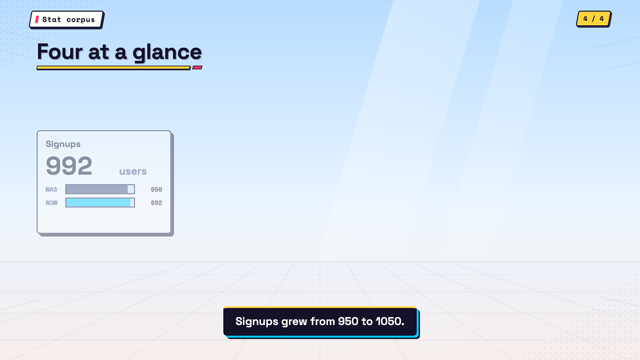 Stat corpus
4 / 4
Four at a glance
Signups
992 users
WAS 950
NOW 992
Signups grew from 950 to 1050.